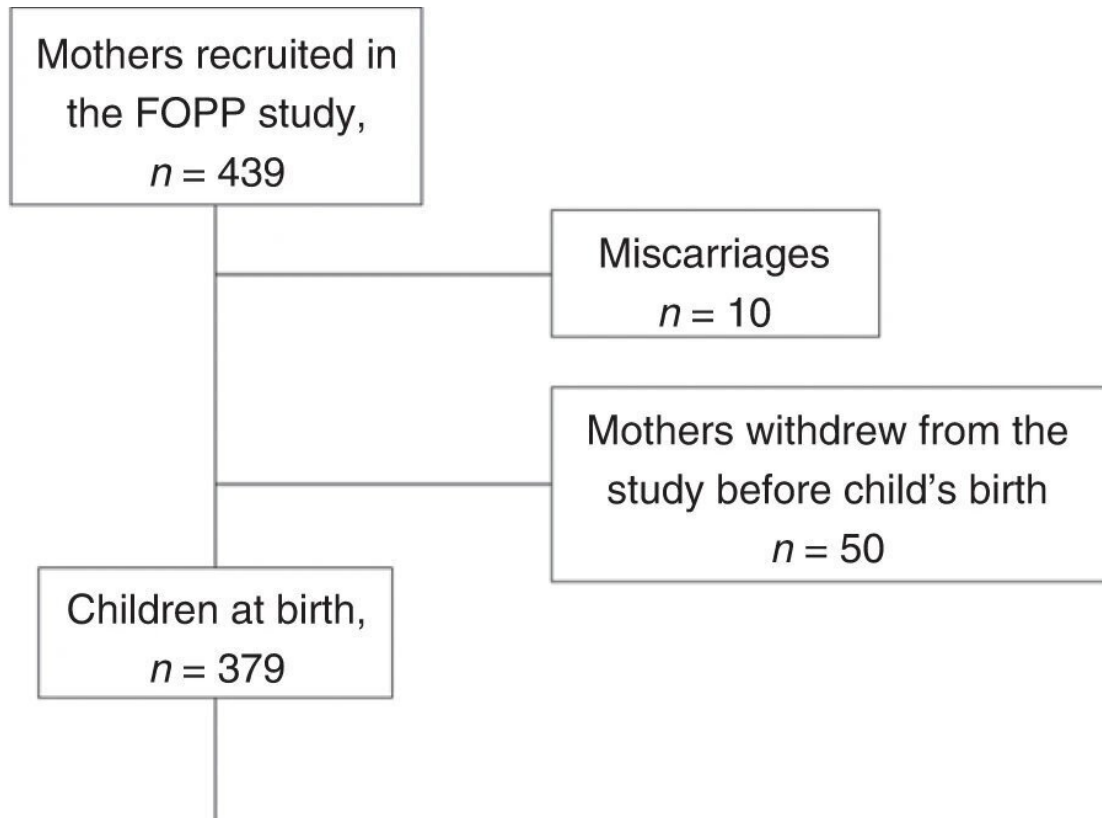 Mothers recruited in
the FOPP study,
n = 439
Miscarriages
n = 10
Mothers withdrew from the
study before child’s birth
n = 50
Children at birth,
n = 379